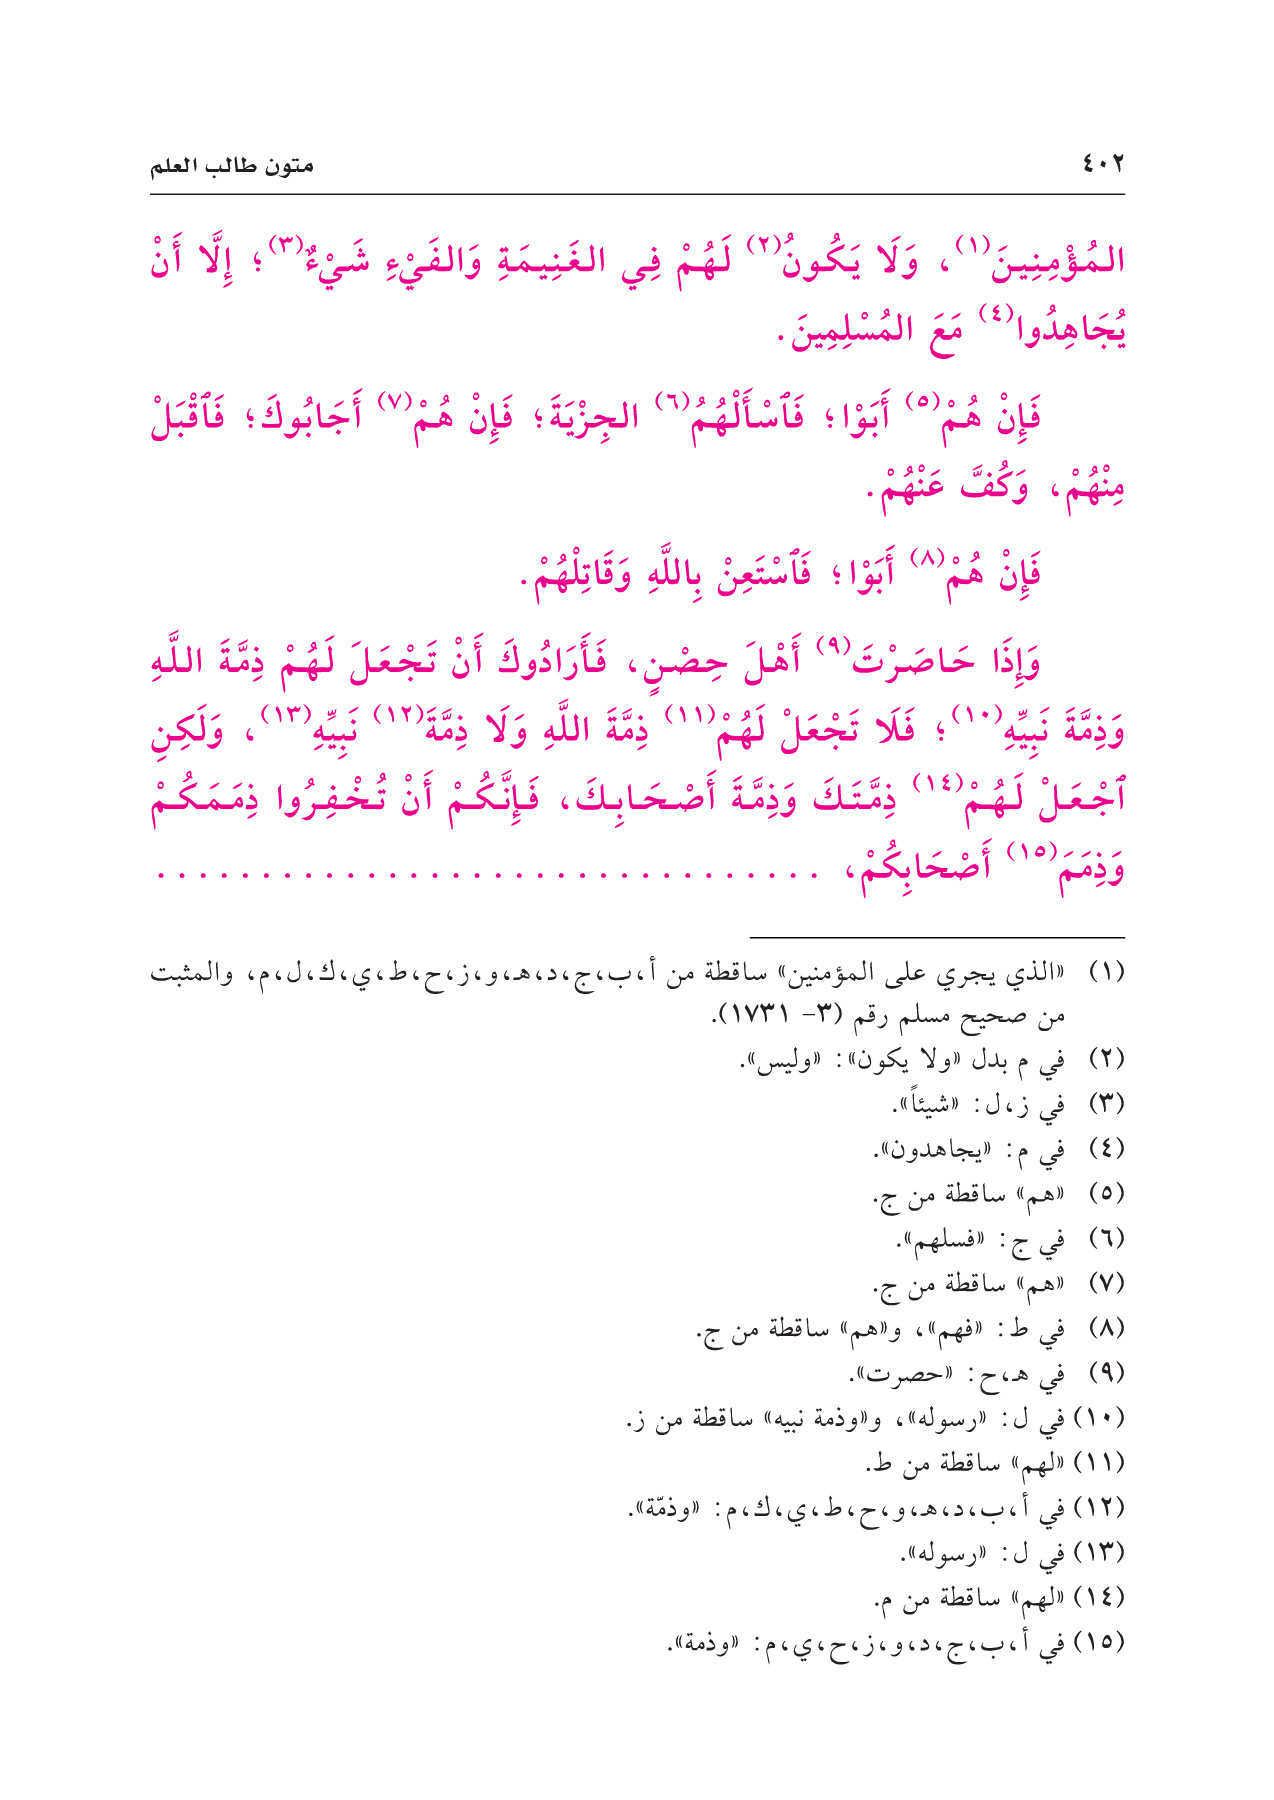 ٤٠٢ متون طالب العلم
المُؤْمِنِينَ(١)، وَلَا يَكُونُ(٢) لَهُمْ فِي الغَنِيمَةِ وَالفَيْءِ شَيْءٌ(٣)؛ إِلَّا أَنْ
يُجَاهِدُوا(٤) مَعَ المُسْلِمِينَ.
فَإِنْ هُمْ(٥) أَبَوْا؛ فَٱسْأَلْهُمُ(٦) الجِزْيَةَ؛ فَإِنْ هُمْ(٧) أَجَابُوكَ؛ فَٱقْبَلْ
مِنْهُمْ، وَكُفَّ عَنْهُمْ.
فَإِنْ هُمْ(٨) أَبَوْا؛ فَٱسْتَعِنْ بِاللَّهِ وَقَاتِلْهُمْ.
وَإِذَا حَاصَرْتَ(٩) أَهْلَ حِصْنٍ، فَأَرَادُوكَ أَنْ تَجْعَلَ لَهُمْ ذِمَّةَ اللَّهِ
وَذِمَّةَ نَبِيِّهِ(١٠)؛ فَلَا تَجْعَلْ لَهُمْ(١١) ذِمَّةَ اللَّهِ وَلَا ذِمَّةَ(١٢) نَبِيِّهِ(١٣)، وَلَكِنِ
ٱجْعَلْ لَهُمْ(١٤) ذِمَّتَكَ وَذِمَّةَ أَصْحَابِكَ، فَإِنَّكُمْ أَنْ تُخْفِرُوا ذِمَمَكُمْ
وَذِمَمَ(١٥) أَصْحَابِكُمْ، . . . . . . . . . . . . . . . . . . . . . . . . . . . . . . .
(١) «الذي يجري على المؤمنين» ساقطة من أ،ب،ج،د،هـ،و،ز،ح،ط،ي،ك،ل،م، والمثبت
من صحيح مسلم رقم (٣- ١٧٣١).
(٢) في م بدل «ولا يكون»: «وليس».
(٣) في ز،ل: «شيئاً».
(٤) في م: «يجاهدون».
(٥) «هم» ساقطة من ج.
(٦) في ج: «فسلهم».
(٧) «هم» ساقطة من ج.
(٨) في ط: «فهم»، و«هم» ساقطة من ج.
(٩) في هـ،ح: «حصرت».
(١٠) في ل: «رسوله»، و«وذمة نبيه» ساقطة من ز.
(١١) «لهم» ساقطة من ط.
(١٢) في أ،ب،د،هـ،و،ح،ط،ي،ك،م: «وذمّة».
(١٣) في ل: «رسوله».
(١٤) «لهم» ساقطة من م.
(١٥) في أ،ب،ج،د،و،ز،ح،ي،م: «وذمة».